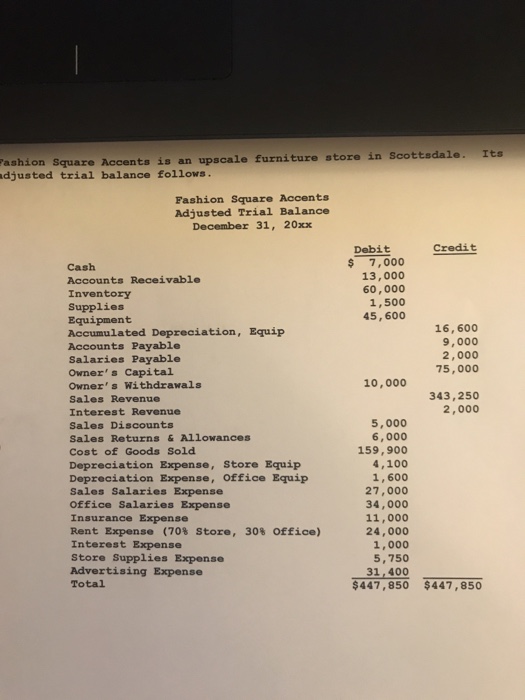 Fashion Square Accents is an upscale furniture store in Scottsdale. Its
adjusted trial balance follows.
Fashion Square Accents
Adjusted Trial Balance
December 31, 20xx
Debit Credit
Cash $ 7,000
Accounts Receivable 13,000
Inventory 60,000
Supplies 1,500
Equipment 45,600
Accumulated Depreciation, Equip 16,600
Accounts Payable 9,000
Salaries Payable 2,000
Owner's Capital 75,000
Owner's Withdrawals 10,000
Sales Revenue 343,250
Interest Revenue 2,000
Sales Discounts 5,000
Sales Returns & Allowances 6,000
Cost of Goods Sold 159,900
Depreciation Expense, Store Equip 4,100
Depreciation Expense, Office Equip 1,600
Sales Salaries Expense 27,000
Office Salaries Expense 34,000
Insurance Expense 11,000
Rent Expense (70% Store, 30% Office) 24,000
Interest Expense 1,000
Store Supplies Expense 5,750
Advertising Expense 31,400
Total $447,850 $447,850